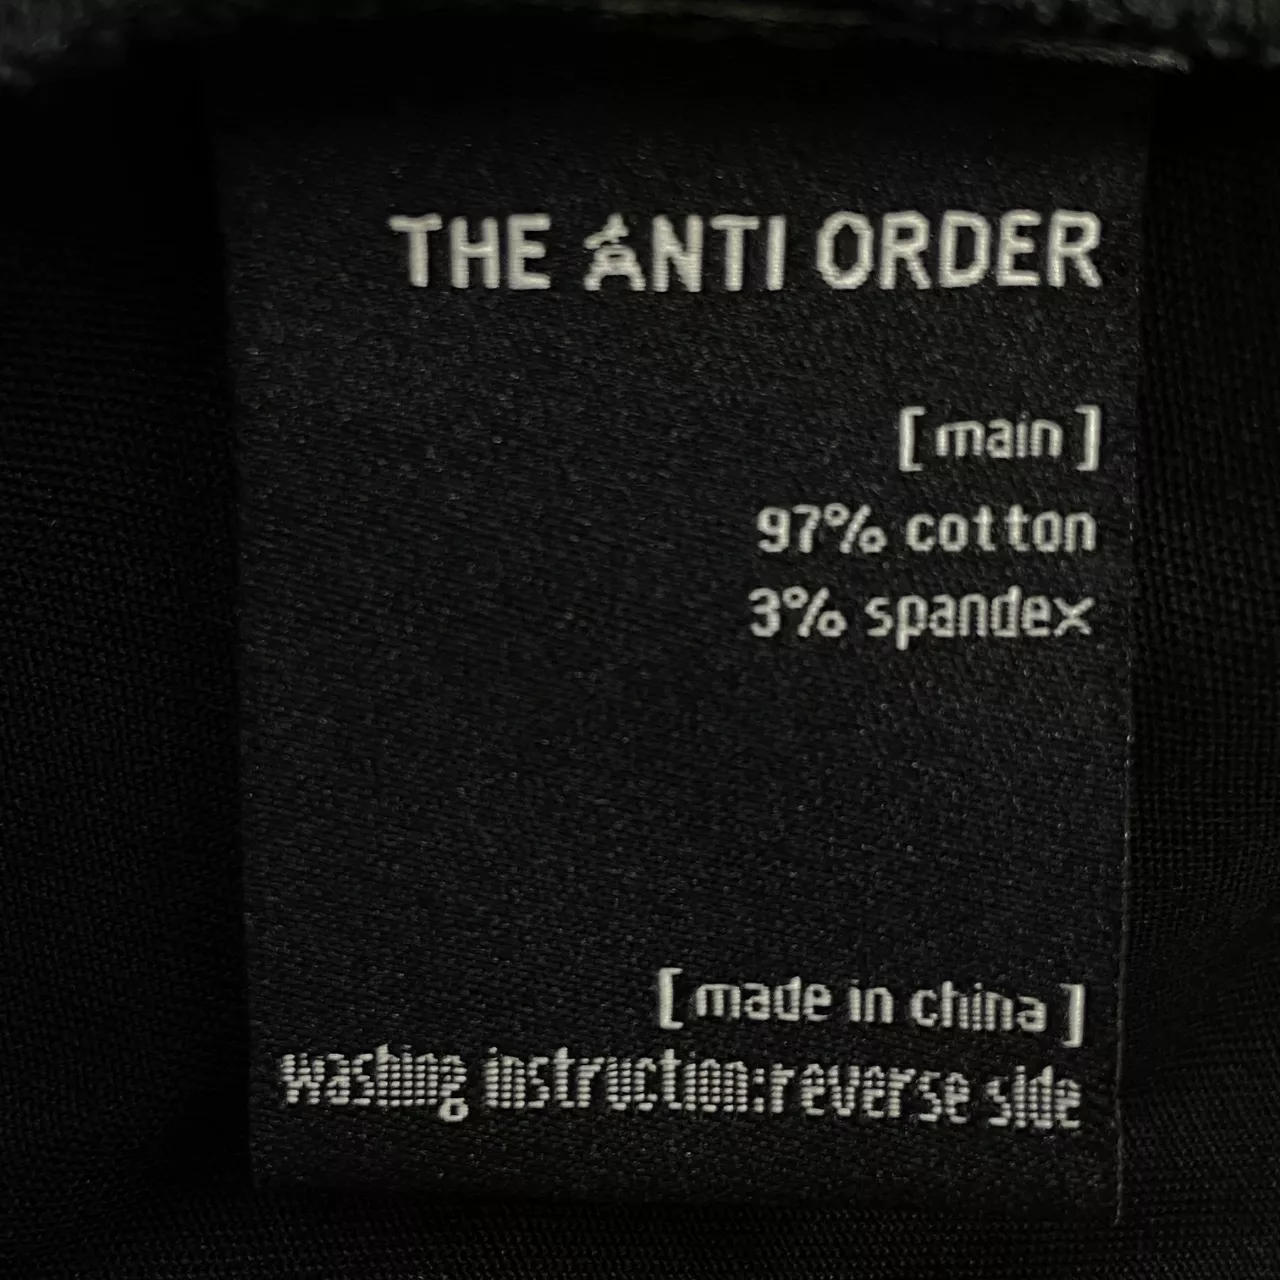 THE ANTI ORDER
[ main ]
97% cotton
3% spandex
[ made in china ]
washing instruction:reverse side